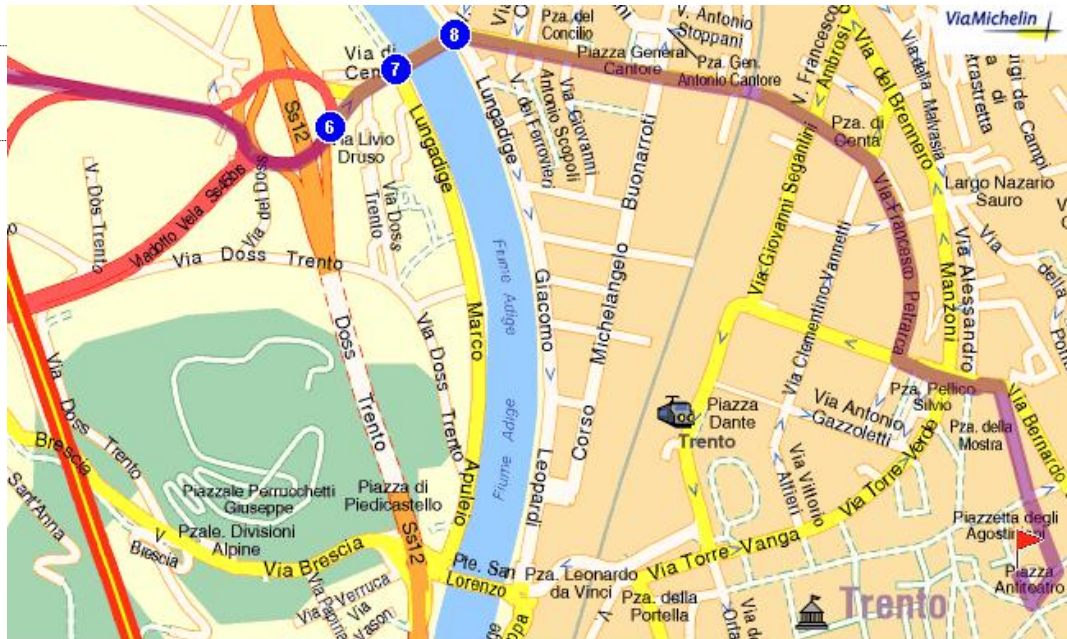 ViaMichelin
8
Pza. del
Concilio
V. Antonio
Stoppani
Piazza General
Cantore
Pza. Gen.
Antonio Cantore
V. Francesco
Ambrosi
Via del Brennero
Via della Malvasia
Via di
7
6
Ss12
Via Livio
Druso
Lungadige
Lungadige
V. dei Ferrovieri
Antonio Scopoli
Via Giovanni
Buonarroti
Pza. di
Centa
Largo Nazario
Sauro
V. Dòs Trento
Viadotto Vela Ss45bis
Via del Doss
Via Doss
Trento
Via Doss Trento
Via Giovanni Segantini
Via Clementino Vannetti
Via Francesco Petrarca
Manzoni
Via Alessandro
Via
della
Fiume Adige
Giacomo
Michelangelo
Marco
Doss
Trento
Via Doss Trento
Via Doss Trento
Piazza
Dante
Trento
Via Antonio
Gazzoletti
Pza. Pellico
Silvio
Pza. della
Mostra
Via Bernardo
Corso
Fiume Adige
Leopardi
Apuleio
Brescia
Sant'Anna
Piazzale Perrucchetti
Giuseppe
Piazza di
Piedicastello
Pzale. Divisioni
Alpine
V
Brescia
Via Brescia
Ss12
Via Vittorio
Alfieri
Via Torre Verde
Via Torre Vanga
Piazzetta degli
Piazza
Anfiteatro
Pte. San
Lorenzo
Pza. Leonardo
da Vinci
Pza. della
Portella
Verruca
Via
Vason
Lungadige
Trento